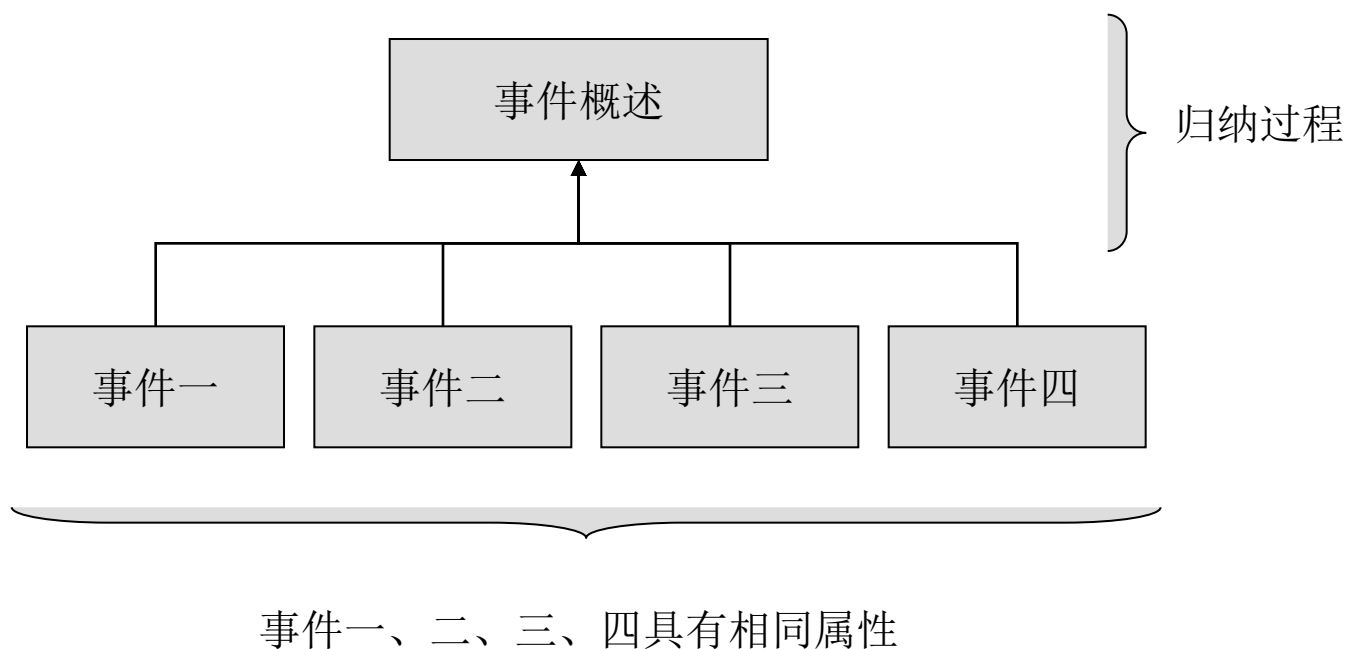 事件概述
归纳过程
事件一
事件二
事件三
事件四
事件一、二、三、四具有相同属性